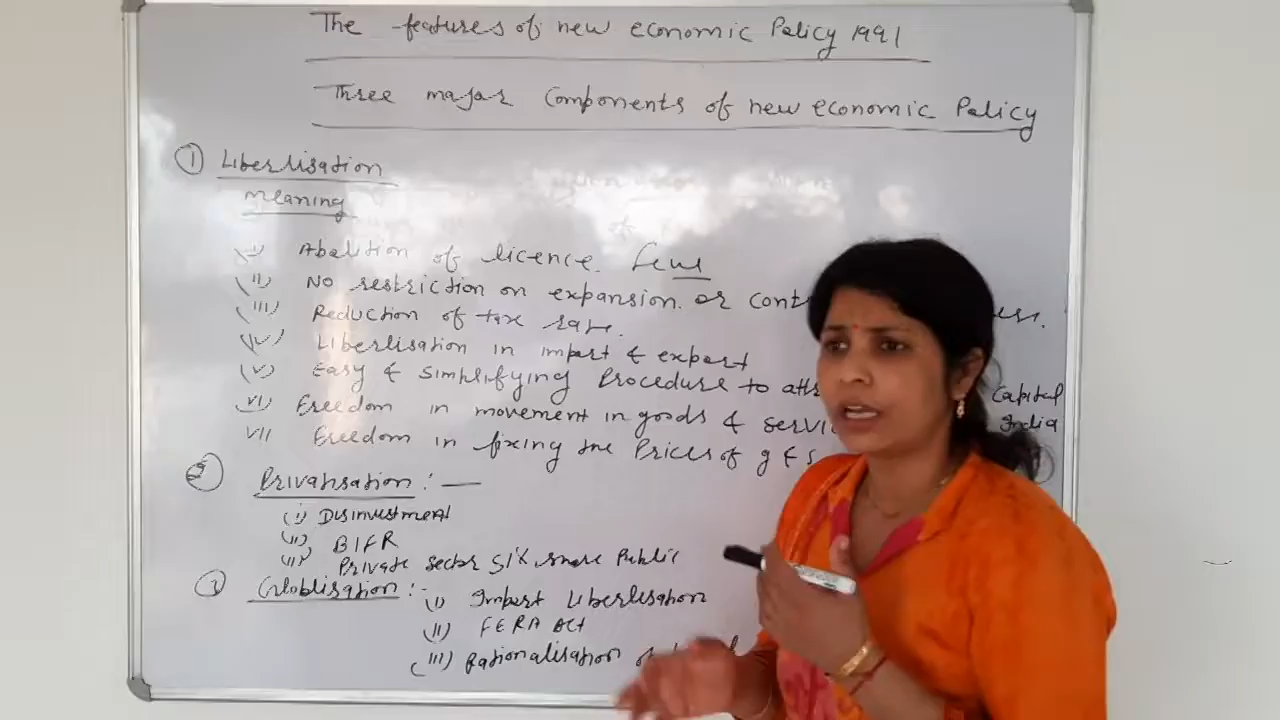 The features of new economic Policy 1991
Three major Components of new economic Policy
① Liberlisation
meaning
(i) Abolition of licence. few
(ii) No restriction on expansion. or cont
(iii) Reduction of tax rate.
(iv) Liberlisation in import & export
(v) Easy & simplifying Procedure to att Capital
vi Freedom in movement in goods & servi India
vii Freedom in fixing the Prices of g & s
② Privatisation : —
(i) Disinvestment
(ii) BIFR
(iii) Private sector six more Public
③ Globlisation :-
(i) Import Liberlisation
(ii) FERA Act
(iii) Rationalisation of